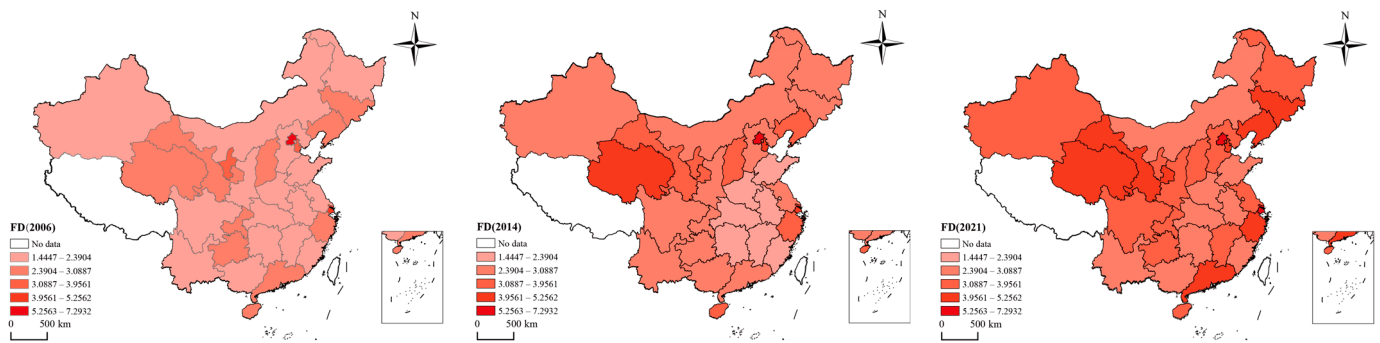 N
FD(2006)
No data
1.4447 – 2.3904
2.3904 – 3.0887
3.0887 – 3.9561
3.9561 – 5.2562
5.2563 – 7.2932
0 500 km
N
FD(2014)
No data
1.4447 – 2.3904
2.3904 – 3.0887
3.0887 – 3.9561
3.9561 – 5.2562
5.2563 – 7.2932
0 500 km
N
FD(2021)
No data
1.4447 – 2.3904
2.3904 – 3.0887
3.0887 – 3.9561
3.9561 – 5.2562
5.2563 – 7.2932
0 500 km